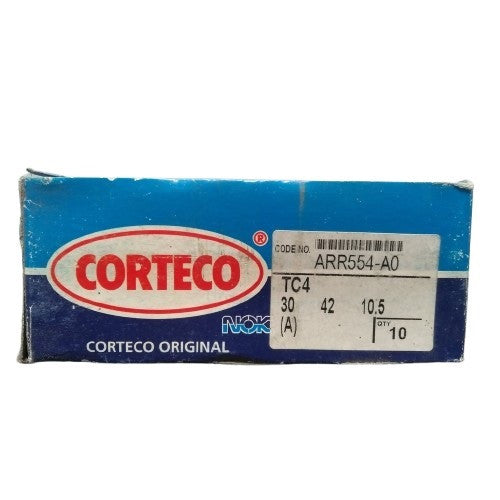 CORTECO®
NOK
CORTECO ORIGINAL
CODE NO.
ARR554-A0
TC4
30 42 10.5
(A)
QTY
10